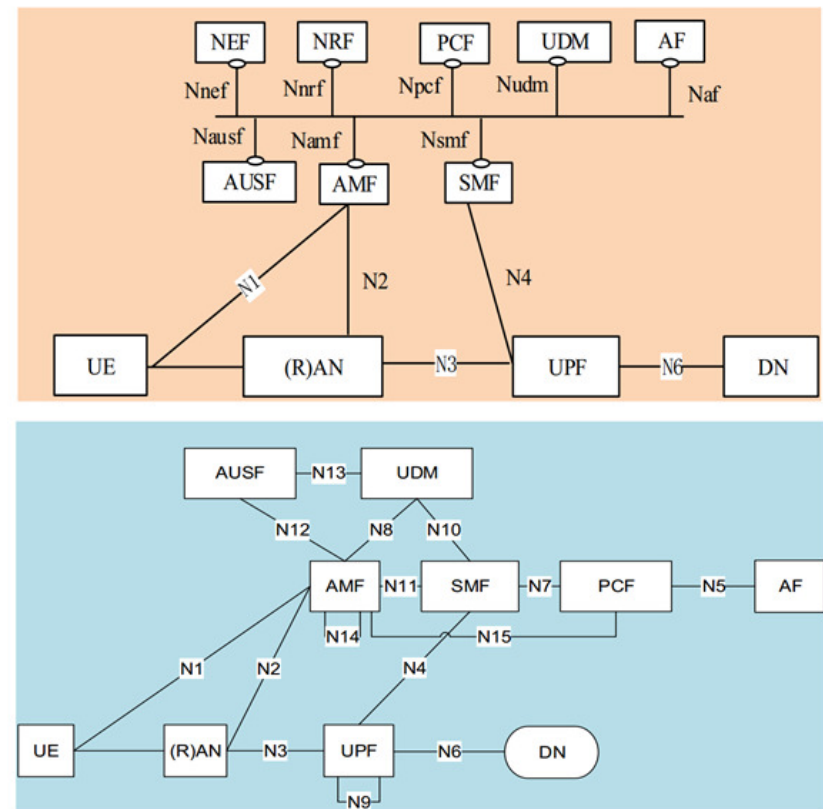 NEF NRF PCF UDM AF
Nnef Nnrf Npcf Nudm Naf
Nausf Namf Nsmf
AUSF AMF SMF
N1 N2 N4
UE (R)AN N3 UPF N6 DN
AUSF N13 UDM
N12 N8 N10
AMF N11 SMF N7 PCF N5 AF
N14 N15
N1 N2 N4
UE (R)AN N3 UPF N6 DN
N9